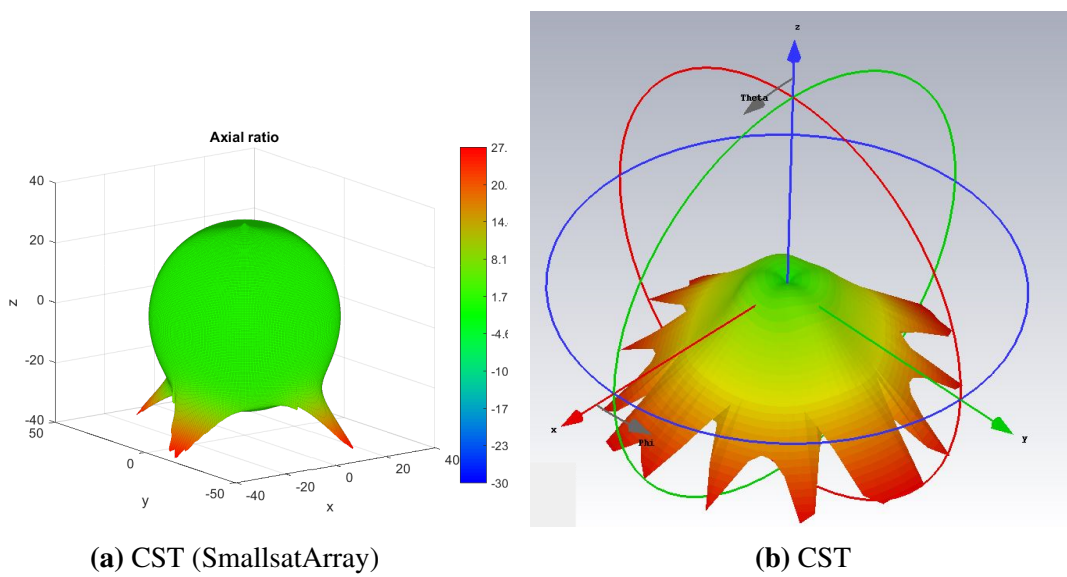 Axial ratio
40
20
0
-20
-40
z
50
0
-50
y
-40
-20
0
20
40
x
27.
20.
14.
8.1
1.7
-4.6
-10
-17
-23
-30
z
Theta
x
Phi
y
(a) CST (SmallsatArray)
(b) CST